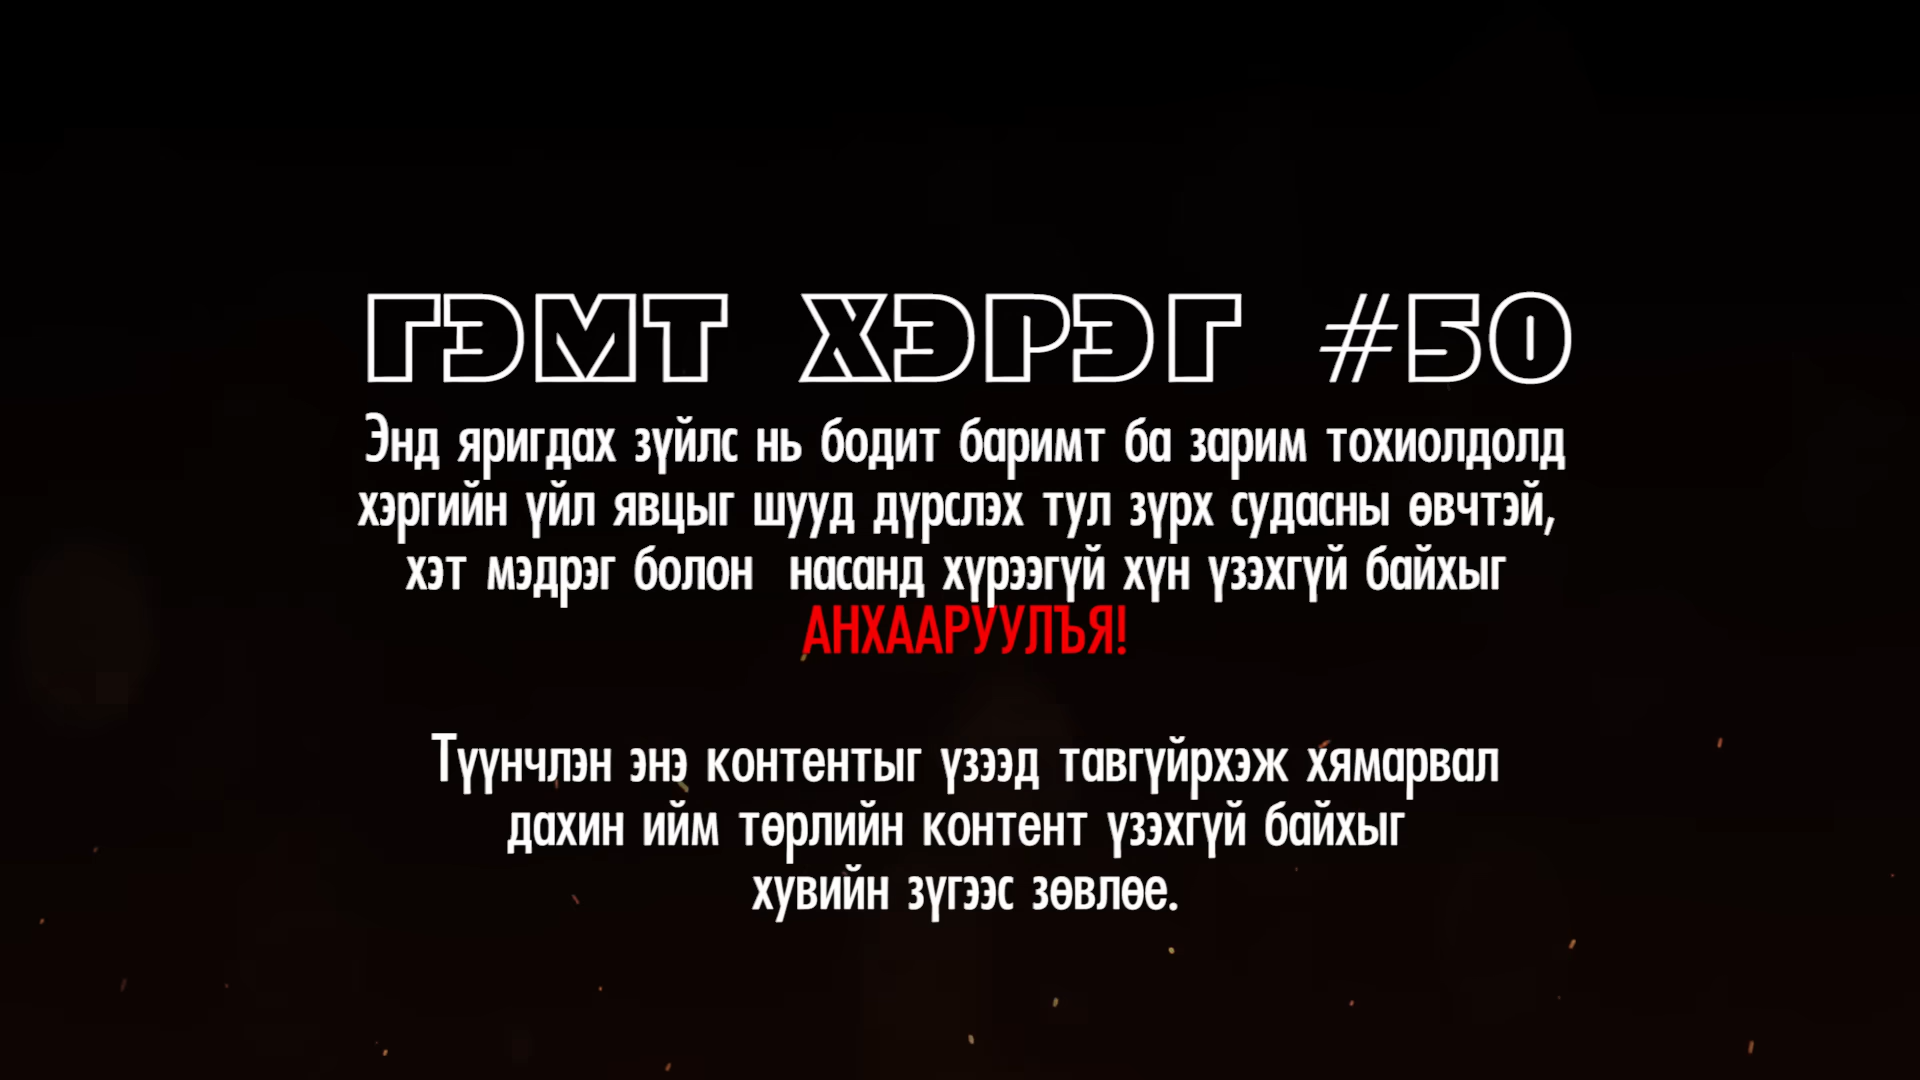 ГЭМТ ХЭРЭГ #50
Энд яригдах зүйлс нь бодит баримт ба зарим тохиолдолд
хэргийн үйл явцыг шууд дүрслэх тул зүрх судасны өвчтэй,
хэт мэдрэг болон насанд хүрээгүй хүн үзэхгүй байхыг
АНХААРУУЛЪЯ!
Түүнчлэн энэ контентыг үзээд тавгүйрхэж хямарвал
дахин ийм төрлийн контент үзэхгүй байхыг
хувийн зүгээс зөвлөе.